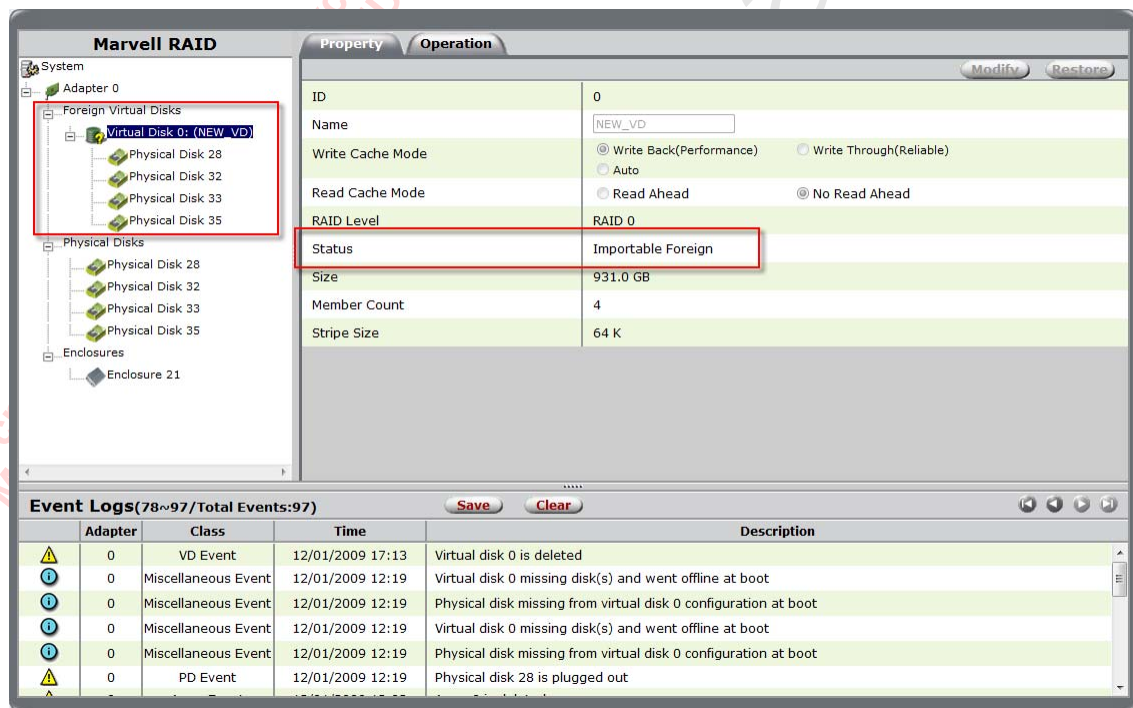 Marvell RAID
System
Adapter 0
Foreign Virtual Disks
Virtual Disk 0: (NEW_VD)
Physical Disk 28
Physical Disk 32
Physical Disk 33
Physical Disk 35
Physical Disks
Physical Disk 28
Physical Disk 32
Physical Disk 33
Physical Disk 35
Enclosures
Enclosure 21
Property Operation
Modify Restore
ID 0
Name NEW_VD
Write Cache Mode Write Back(Performance) Write Through(Reliable)
Auto
Read Cache Mode Read Ahead No Read Ahead
RAID Level RAID 0
Status Importable Foreign
Size 931.0 GB
Member Count 4
Stripe Size 64 K
Event Logs(78~97/Total Events:97) Save Clear
Adapter Class Time Description
0 VD Event 12/01/2009 17:13 Virtual disk 0 is deleted
0 Miscellaneous Event 12/01/2009 12:19 Virtual disk 0 missing disk(s) and went offline at boot
0 Miscellaneous Event 12/01/2009 12:19 Physical disk missing from virtual disk 0 configuration at boot
0 Miscellaneous Event 12/01/2009 12:19 Virtual disk 0 missing disk(s) and went offline at boot
0 Miscellaneous Event 12/01/2009 12:19 Physical disk missing from virtual disk 0 configuration at boot
0 PD Event 12/01/2009 12:19 Physical disk 28 is plugged out